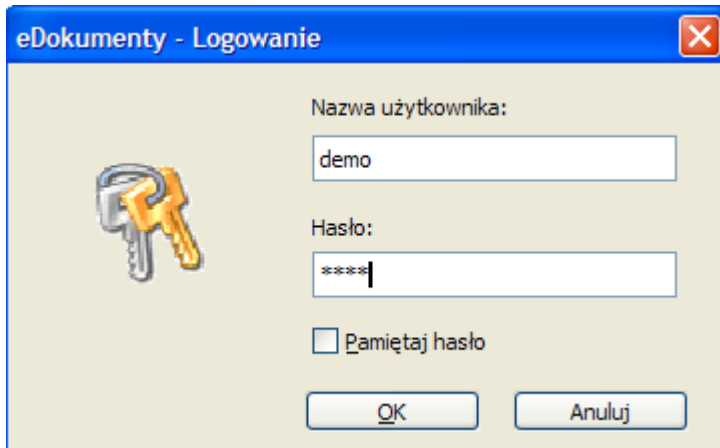 eDokumenty - Logowanie
Nazwa użytkownika:
demo
Hasło:
****
Pamiętaj hasło
OK
Anuluj